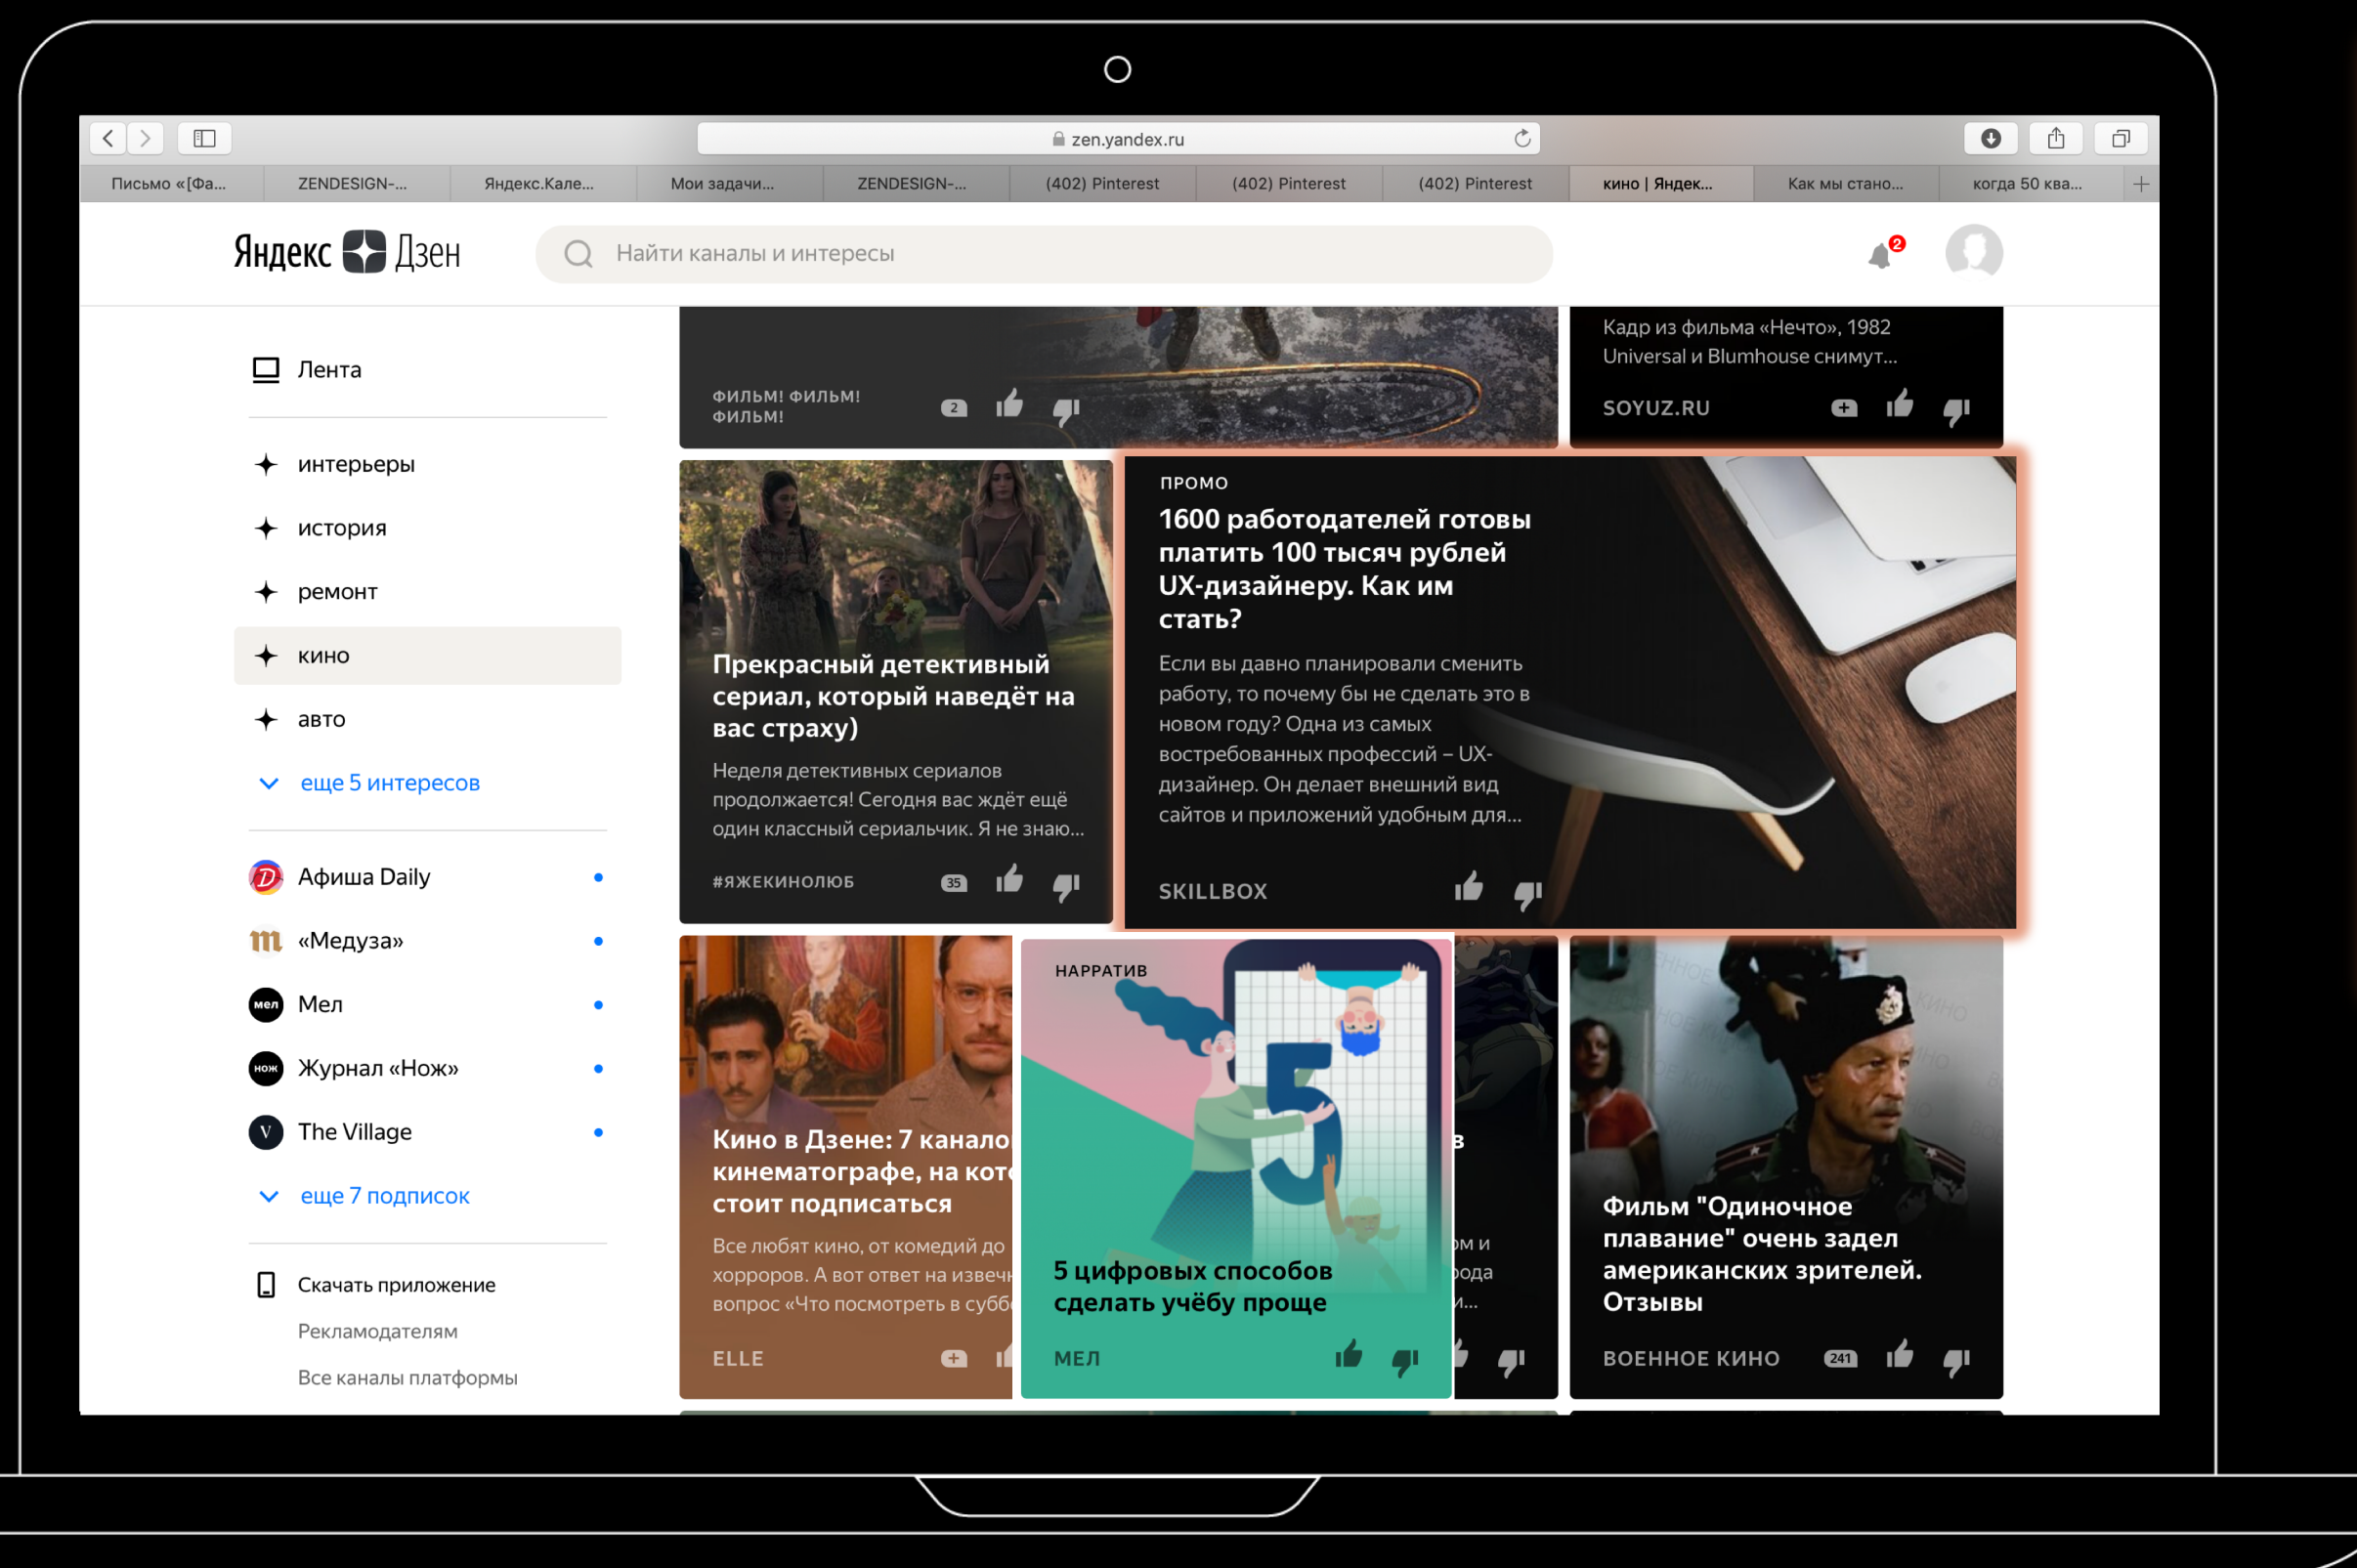 zen.yandex.ru
Письмо «[Фа...
ZENDESIGN-...
Яндекс.Кале...
Мои задачи...
ZENDESIGN-...
(402) Pinterest
(402) Pinterest
(402) Pinterest
кино | Яндек...
Как мы стано...
когда 50 ква...
Яндекс Дзен
Найти каналы и интересы
2
Лента
интерьеры
история
ремонт
кино
авто
еще 5 интересов
Афиша Daily
«Медуза»
мел Мел
нож Журнал «Нож»
V The Village
еще 7 подписок
Скачать приложение
Рекламодателям
Все каналы платформы
ФИЛЬМ! ФИЛЬМ!
ФИЛЬМ!
2
Кадр из фильма «Нечто», 1982
Universal и Blumhouse снимут...
SOYUZ.RU
Прекрасный детективный
сериал, который наведёт на
вас страху)
Неделя детективных сериалов
продолжается! Сегодня вас ждёт ещё
один классный сериальчик. Я не знаю...
#ЯЖЕКИНОЛЮБ
35
ПРОМО
1600 работодателей готовы
платить 100 тысяч рублей
UX-дизайнеру. Как им
стать?
Если вы давно планировали сменить
работу, то почему бы не сделать это в
новом году? Одна из самых
востребованных профессий – UX-
дизайнер. Он делает внешний вид
сайтов и приложений удобным для...
SKILLBOX
Кино в Дзене: 7 канало
кинематографе, на кот
стоит подписаться
Все любят кино, от комедий до
хорроров. А вот ответ на извеч
вопрос «Что посмотреть в субб
ELLE
НАРРАТИВ
5
5 цифровых способов
сделать учёбу проще
МЕЛ
в
и
ода
и...
Фильм "Одиночное
плавание" очень задел
американских зрителей.
Отзывы
ВОЕННОЕ КИНО
241